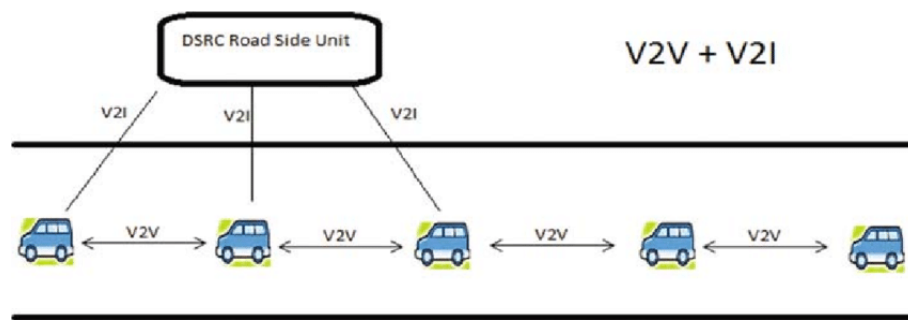 DSRC Road Side Unit
V2V + V2I
V2I
V2I
V2I
V2V
V2V
V2V
V2V